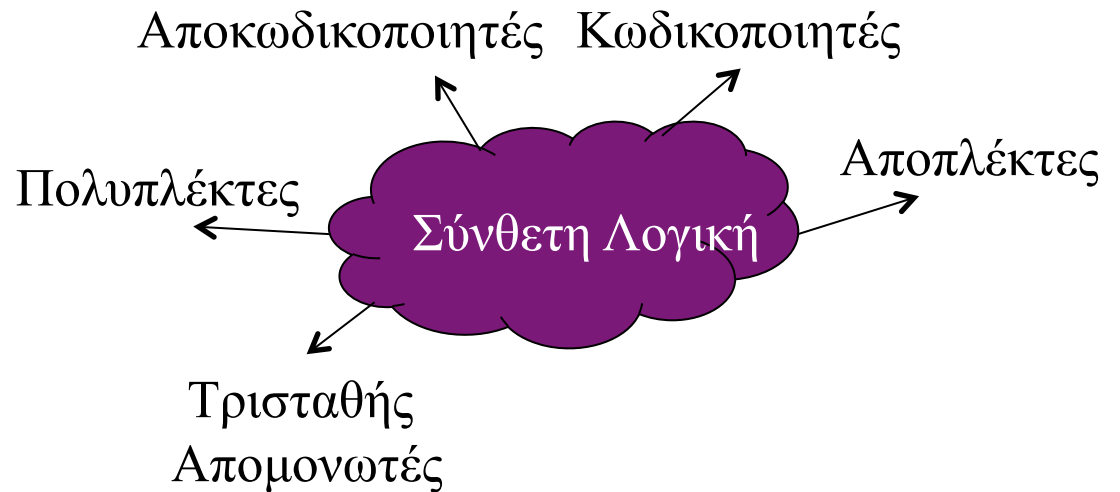 Αποκωδικοποιητές Κωδικοποιητές
Αποπλέκτες
Πολυπλέκτες
Σύνθετη Λογική
Τρισταθής
Απομονωτές